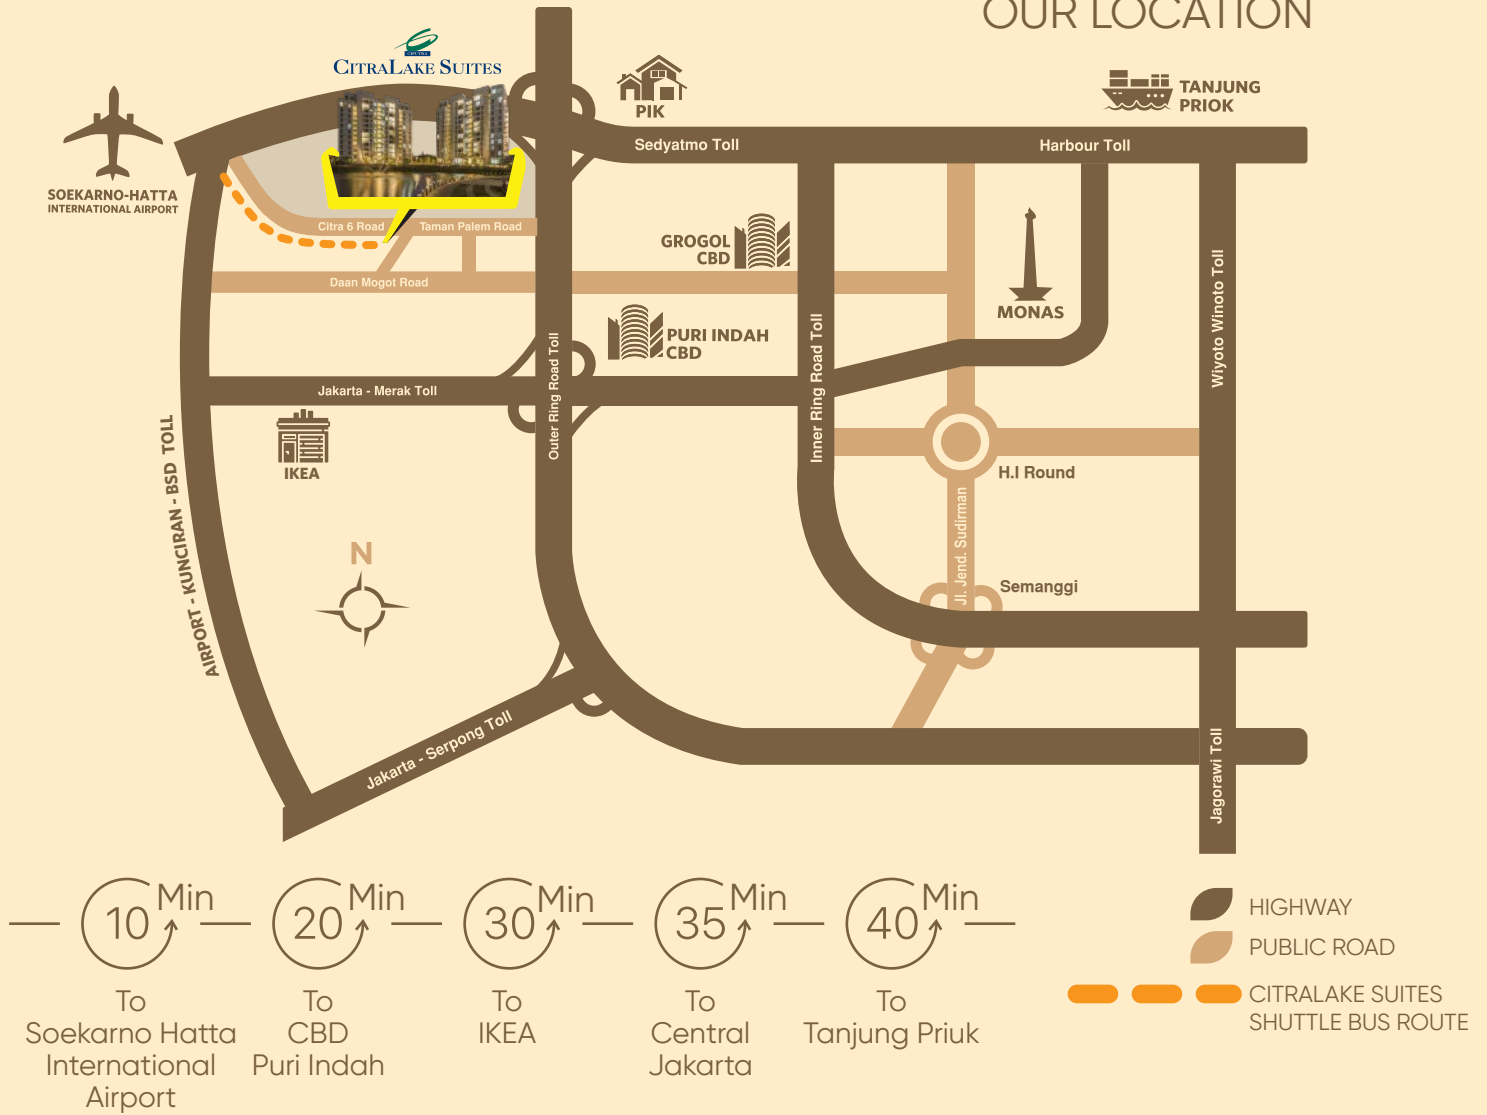 OUR LOCATION
CIPUTRA
CITRALAKE SUITES
PIK
TANJUNG
PRIOK
SOEKARNO-HATTA
INTERNATIONAL AIRPORT
Sedyatmo Toll
Harbour Toll
Citra 6 Road
Taman Palem Road
GROGOL
CBD
Daan Mogot Road
MONAS
Wiyoto Winoto Toll
PURI INDAH
CBD
Outer Ring Road Toll
Inner Ring Road Toll
Jakarta - Merak Toll
IKEA
AIRPORT - KUNCIRAN - BSD TOLL
H.I Round
Jl. Jend. Sudirman
N
Semanggi
Jakarta - Serpong Toll
Jagorawi Toll
10 Min
To
Soekarno Hatta
International
Airport
20 Min
To
CBD
Puri Indah
30 Min
To
IKEA
35 Min
To
Central
Jakarta
40 Min
To
Tanjung Priuk
HIGHWAY
PUBLIC ROAD
CITRALAKE SUITES
SHUTTLE BUS ROUTE